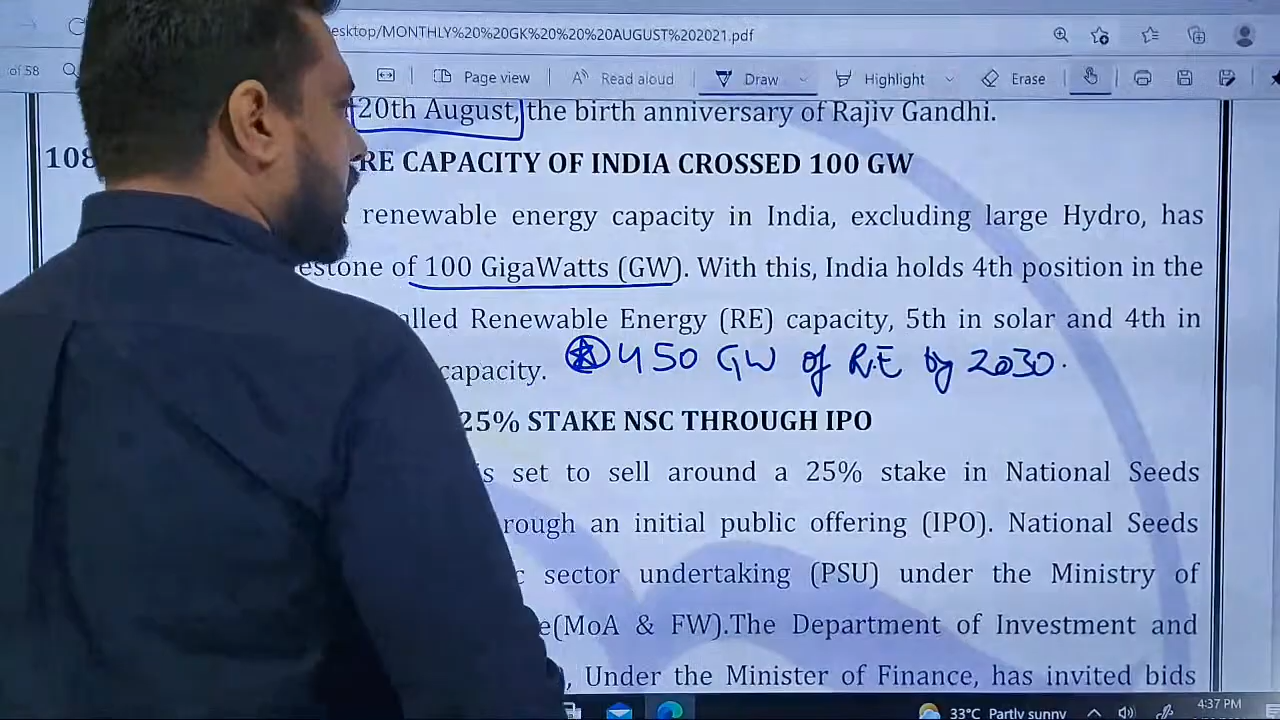 esktop/MONTHLY%20%20GK%20%20%20AUGUST%202021.pdf
of 58 Page view Read aloud Draw Highlight Erase
20th August, the birth anniversary of Rajiv Gandhi.
108 RE CAPACITY OF INDIA CROSSED 100 GW
renewable energy capacity in India, excluding large Hydro, has
estone of 100 GigaWatts (GW). With this, India holds 4th position in the
lled Renewable Energy (RE) capacity, 5th in solar and 4th in
capacity. 450 GW of R.E by 2030.
25% STAKE NSC THROUGH IPO
s set to sell around a 25% stake in National Seeds
rough an initial public offering (IPO). National Seeds
c sector undertaking (PSU) under the Ministry of
e(MoA & FW).The Department of Investment and
, Under the Minister of Finance, has invited bids
33°C Partly sunny 4:37 PM